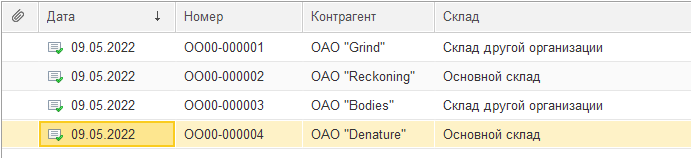 Дата ↓ Номер Контрагент Склад
09.05.2022 ОО00-000001 ОАО "Grind" Склад другой организации
09.05.2022 ОО00-000002 ОАО "Reckoning" Основной склад
09.05.2022 ОО00-000003 ОАО "Bodies" Склад другой организации
09.05.2022 ОО00-000004 ОАО "Denature" Основной склад